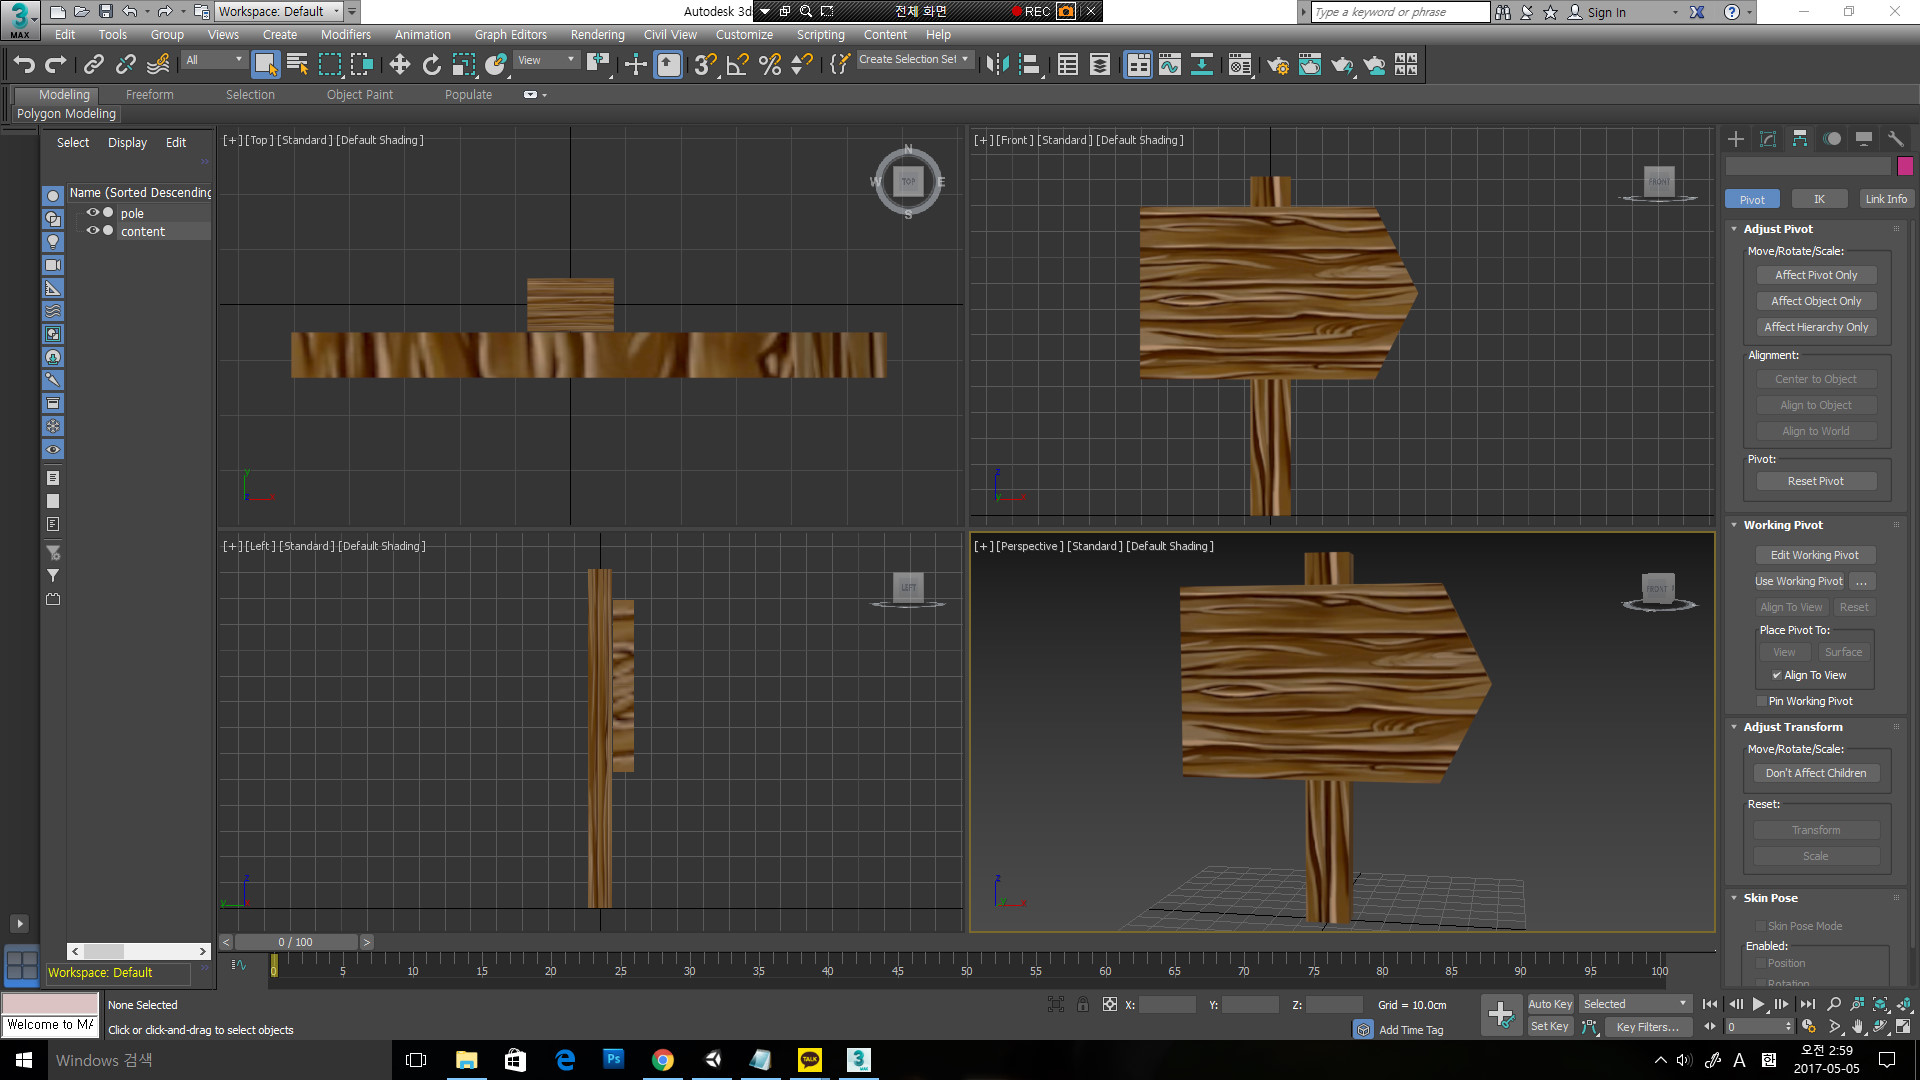 Workspace: Default
Autodesk 3d
전체 화면
REC
Type a keyword or phrase
Sign In
MAX
Edit Tools Group Views Create Modifiers Animation Graph Editors Rendering Civil View Customize Scripting Content Help
All
View
Create Selection Set
Modeling Freeform Selection Object Paint Populate
Polygon Modeling
Select Display Edit
Name (Sorted Descending
pole
content
[+] [Top] [Standard] [Default Shading]
N
W TOP E
S
[+] [Front] [Standard] [Default Shading]
FRONT
[+] [Left] [Standard] [Default Shading]
LEFT
[+] [Perspective] [Standard] [Default Shading]
FRONT
Pivot IK Link Info
Adjust Pivot
Move/Rotate/Scale:
Affect Pivot Only
Affect Object Only
Affect Hierarchy Only
Alignment:
Center to Object
Align to Object
Align to World
Pivot:
Reset Pivot
Working Pivot
Edit Working Pivot
Use Working Pivot ...
Align To View Reset
Place Pivot To:
View Surface
Align To View
Pin Working Pivot
Adjust Transform
Move/Rotate/Scale:
Don't Affect Children
Reset:
Transform
Scale
Skin Pose
Skin Pose Mode
Enabled:
Position
Rotation
< 0 / 100 >
0 5 10 15 20 25 30 35 40 45 50 55 60 65 70 75 80 85 90 95 100
Workspace: Default
None Selected
Welcome to MA
Click or click-and-drag to select objects
X: Y: Z: Grid = 10.0cm
Add Time Tag
Auto Key Selected
Set Key Key Filters...
0
Windows 검색
Ps
TALK
3
A 한
오전 2:59
2017-05-05